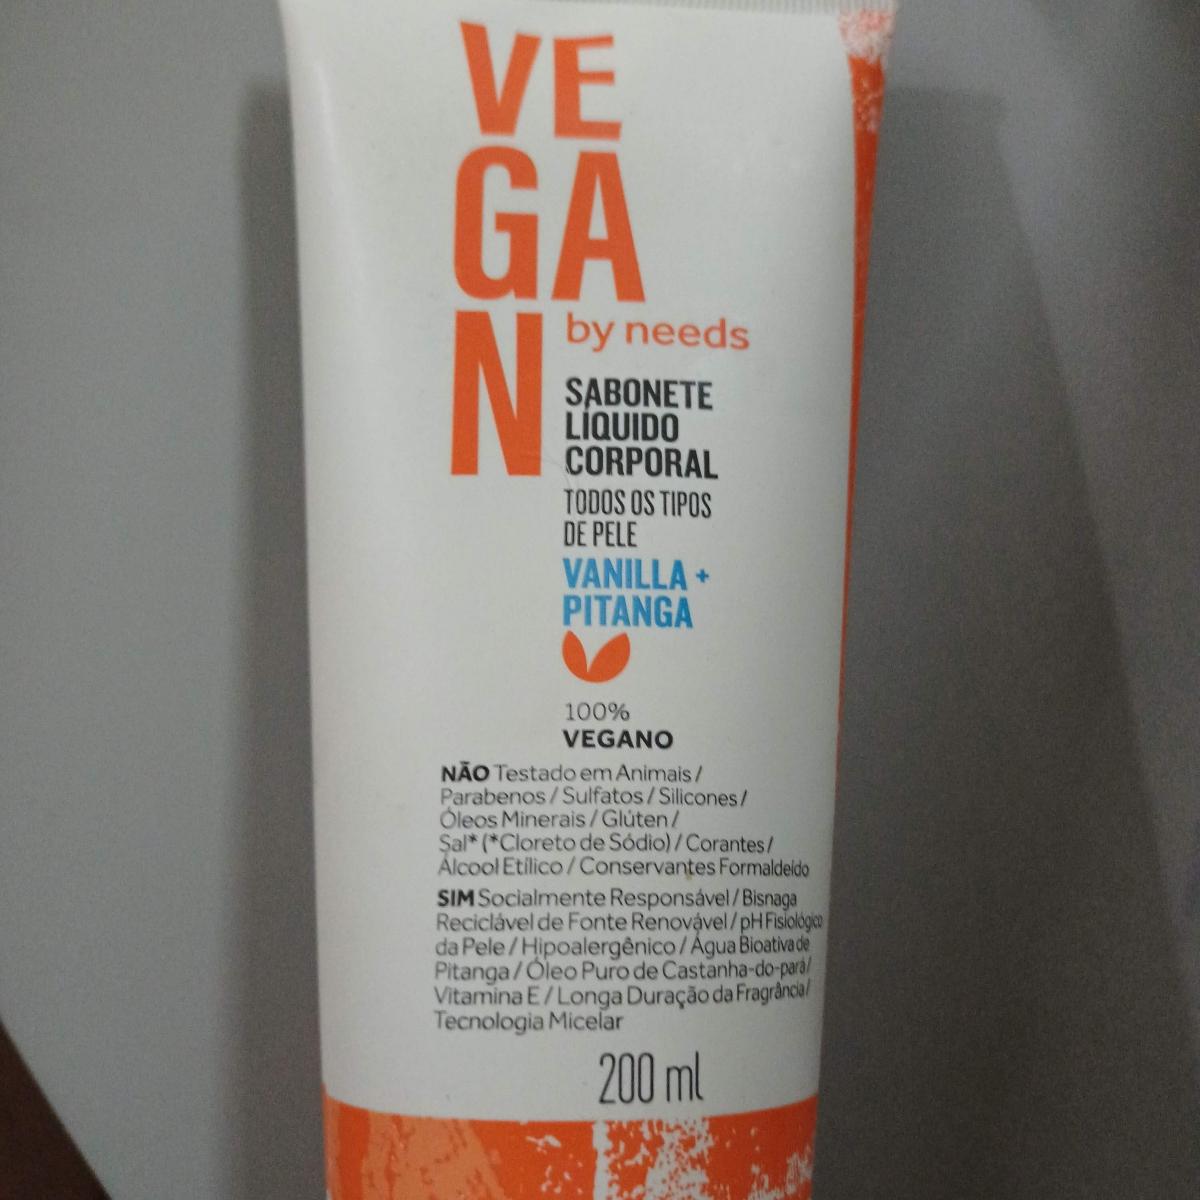 VE
GA
N
by needs
SABONETE
LÍQUIDO
CORPORAL
TODOS OS TIPOS
DE PELE
VANILLA +
PITANGA
100%
VEGANO
NÃO Testado em Animais /
Parabenos / Sulfatos / Silicones /
Óleos Minerais / Glúten /
Sal* (*Cloreto de Sódio) / Corantes /
Álcool Etílico / Conservantes Formaldeído
SIM Socialmente Responsável / Bisnaga
Reciclável de Fonte Renovável / pH Fisiológico
da Pele / Hipoalergênico / Água Bioativa de
Pitanga / Óleo Puro de Castanha-do-pará /
Vitamina E / Longa Duração da Fragrância /
Tecnologia Micelar
200 ml